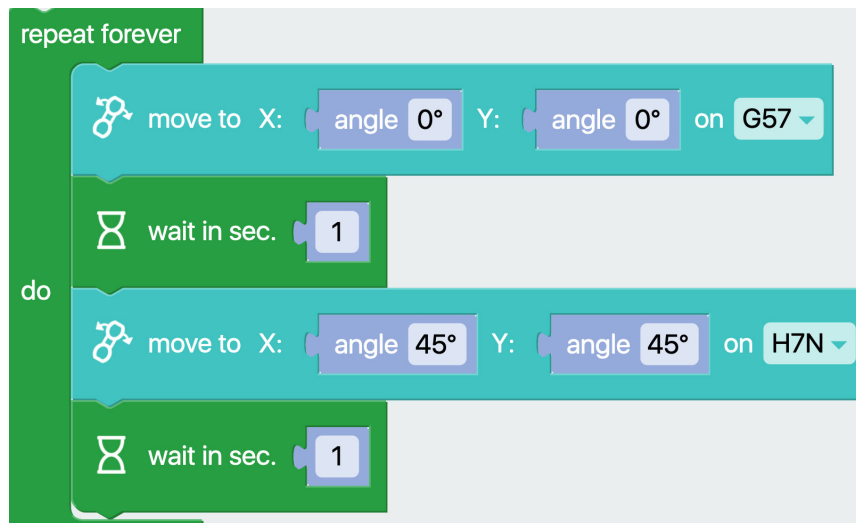 repeat forever
move to X: angle 0° Y: angle 0° on G57
wait in sec. 1
do
move to X: angle 45° Y: angle 45° on H7N
wait in sec. 1